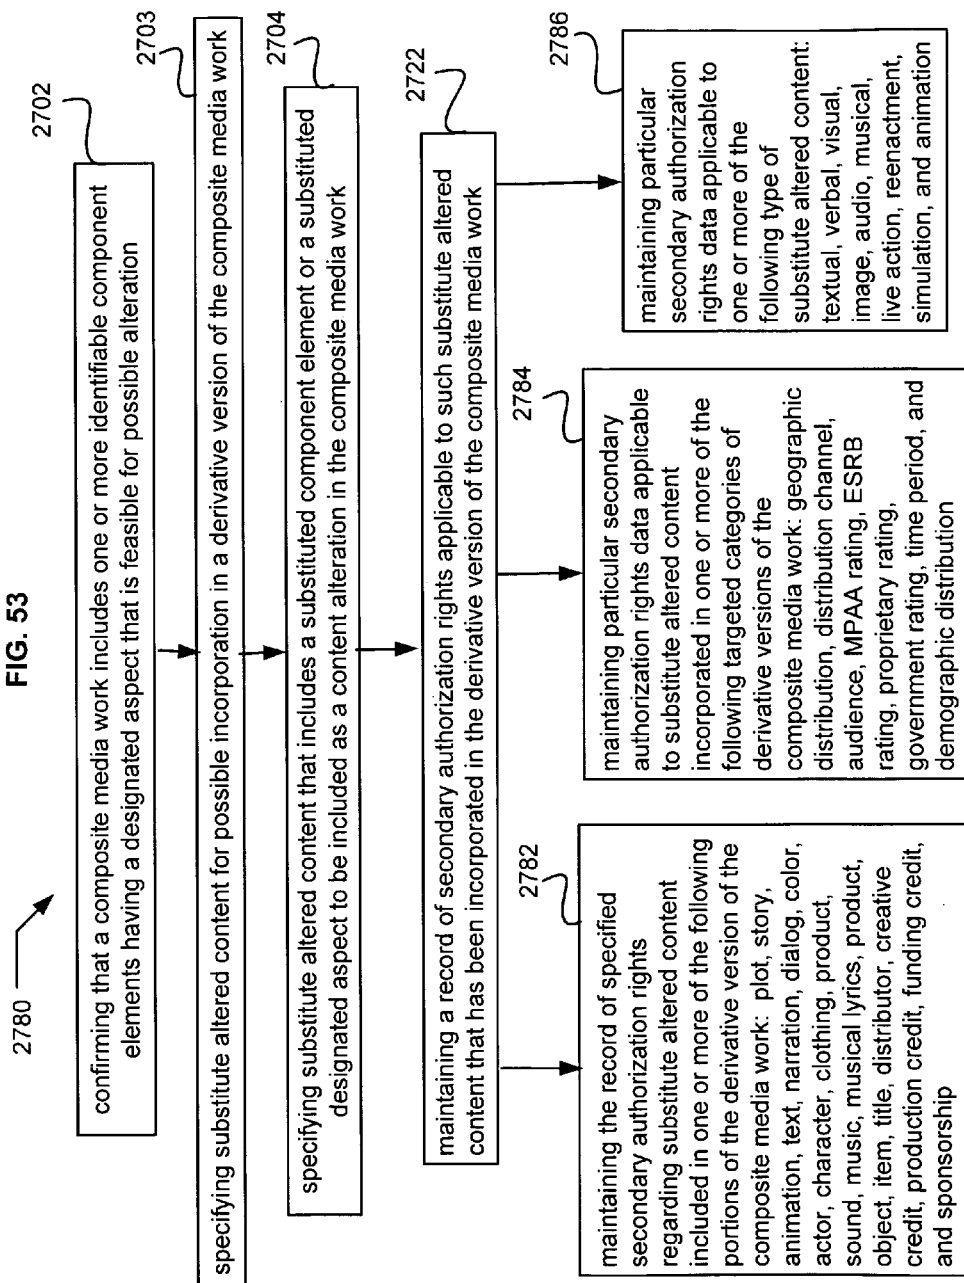 FIG. 53
2780
2702
confirming that a composite media work includes one or more identifiable component
elements having a designated aspect that is feasible for possible alteration
2703
specifying substitute altered content for possible incorporation in a derivative version of the composite media work
2704
specifying substitute altered content that includes a substituted component element or a substituted
designated aspect to be included as a content alteration in the composite media work
2722
maintaining a record of secondary authorization rights applicable to such substitute altered
content that has been incorporated in the derivative version of the composite media work
2782
maintaining the record of specified
secondary authorization rights
regarding substitute altered content
included in one or more of the following
portions of the derivative version of the
composite media work: plot, story,
animation, text, narration, dialog, color,
actor, character, clothing, product,
sound, music, musical lyrics, product,
object, item, title, distributor, creative
credit, production credit, funding credit,
and sponsorship
2784
maintaining particular secondary
authorization rights data applicable
to substitute altered content
incorporated in one or more of the
following targeted categories of
derivative versions of the
composite media work: geographic
distribution, distribution channel,
audience, MPAA rating, ESRB
rating, proprietary rating,
government rating, time period, and
demographic distribution
2786
maintaining particular
secondary authorization
rights data applicable to
one or more of the
following type of
substitute altered content:
textual, verbal, visual,
image, audio, musical,
live action, reenactment,
simulation, and animation